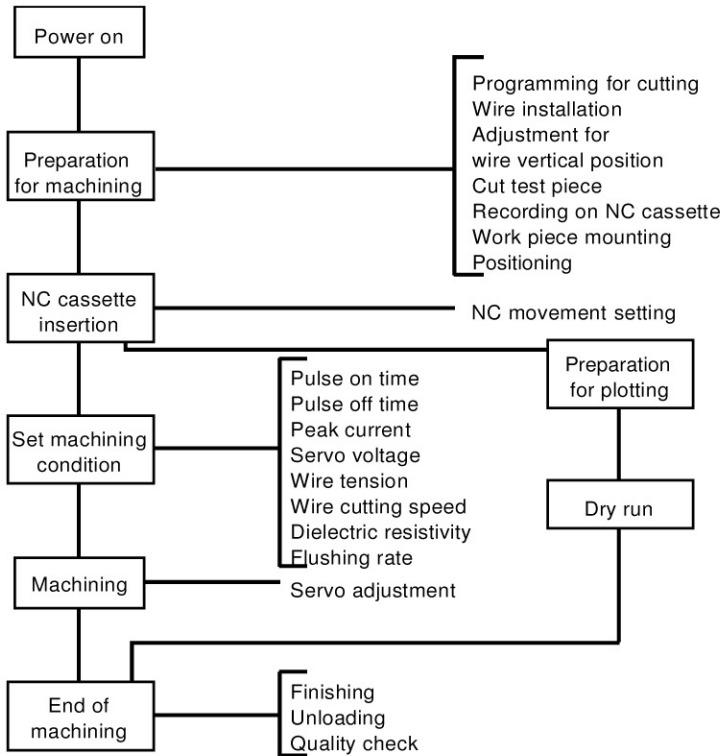 Power on
Preparation
for machining
Programming for cutting
Wire installation
Adjustment for
wire vertical position
Cut test piece
Recording on NC cassette
Work piece mounting
Positioning
NC cassette
insertion
NC movement setting
Preparation
for plotting
Set machining
condition
Pulse on time
Pulse off time
Peak current
Servo voltage
Wire tension
Wire cutting speed
Dielectric resistivity
Flushing rate
Dry run
Machining
Servo adjustment
End of
machining
Finishing
Unloading
Quality check